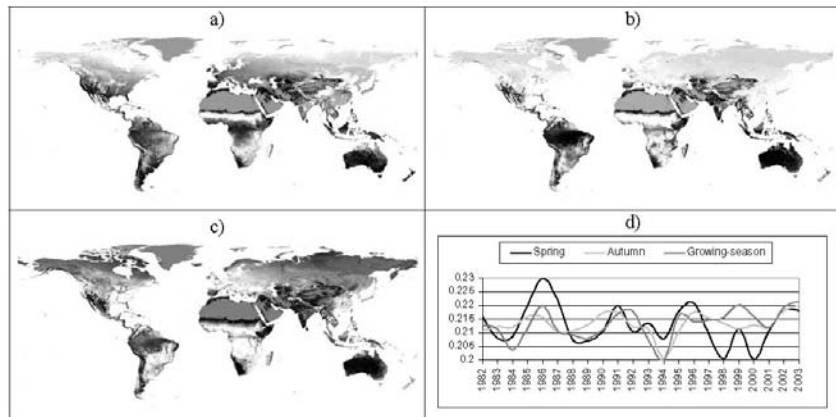 a)
b)
c)
d)
Spring Autumn Growing-season
0.23
0.226
0.22
0.215
0.211
0.206
0.2
1982 1983 1984 1985 1986 1987 1988 1989 1990 1991 1992 1993 1994 1995 1996 1997 1998 1999 2000 2001 2002 2003